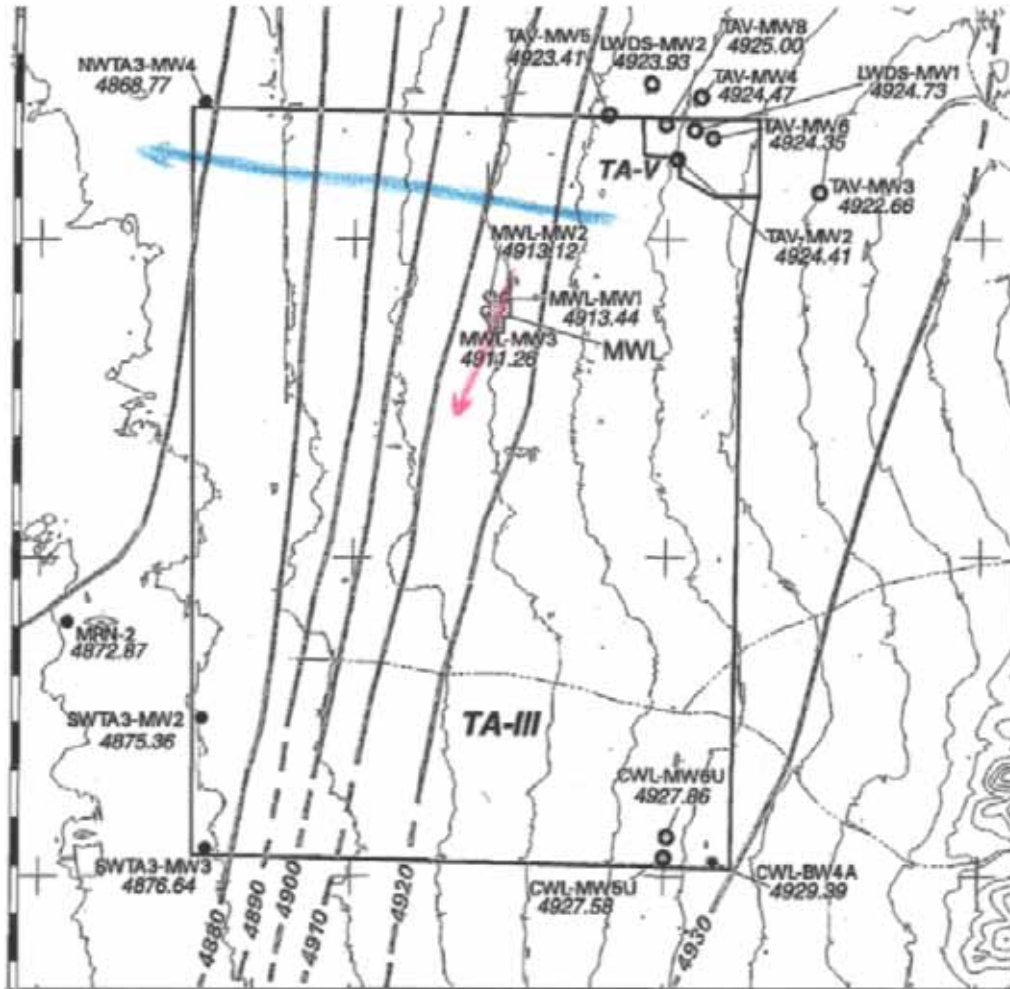 TAV-MW5
4923.41
LWDS-MW2
4923.93
TAV-MW8
4925.00
TAV-MW4
4924.47
LWDS-MW1
4924.73
NWTA3-MW4
4868.77
TAV-MW6
4924.35
TA-V
TAV-MW3
4922.66
TAV-MW2
4924.41
MWL-MW2
4913.12
MWL-MW1
4913.44
MWL-MW3
4911.26
MWL
MRN-2
4872.87
SWTA3-MW2
4875.36
TA-III
CWL-MW6U
4927.86
SWTA3-MW3
4876.64
CWL-MW5U
4927.58
CWL-BW4A
4929.39
4880
4890
4900
4910
4920
4930